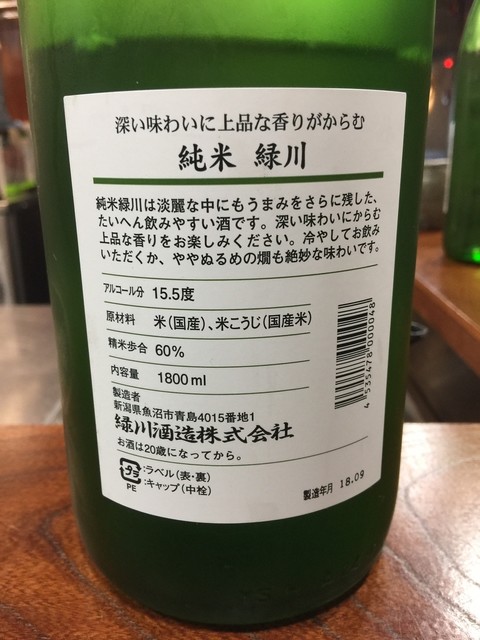 深い味わいに上品な香りがからむ
純米 緑川
純米緑川は淡麗な中にもうまみをさらに残した、
たいへん飲みやすい酒です。深い味わいにからむ
上品な香りをお楽しみください。冷やしてお飲み
いただくか、ややぬるめの燗も絶妙な味わいです。
アルコール分 15.5度
原材料 米(国産)、米こうじ(国産米)
精米歩合 60%
内容量 1800ml
製造者
新潟県魚沼市青島4015番地1
緑川酒造株式会社
お酒は20歳になってから。
プラ :ラベル(表・裏)
PE :キャップ(中栓)
製造年月 18.09
4 535478 000048